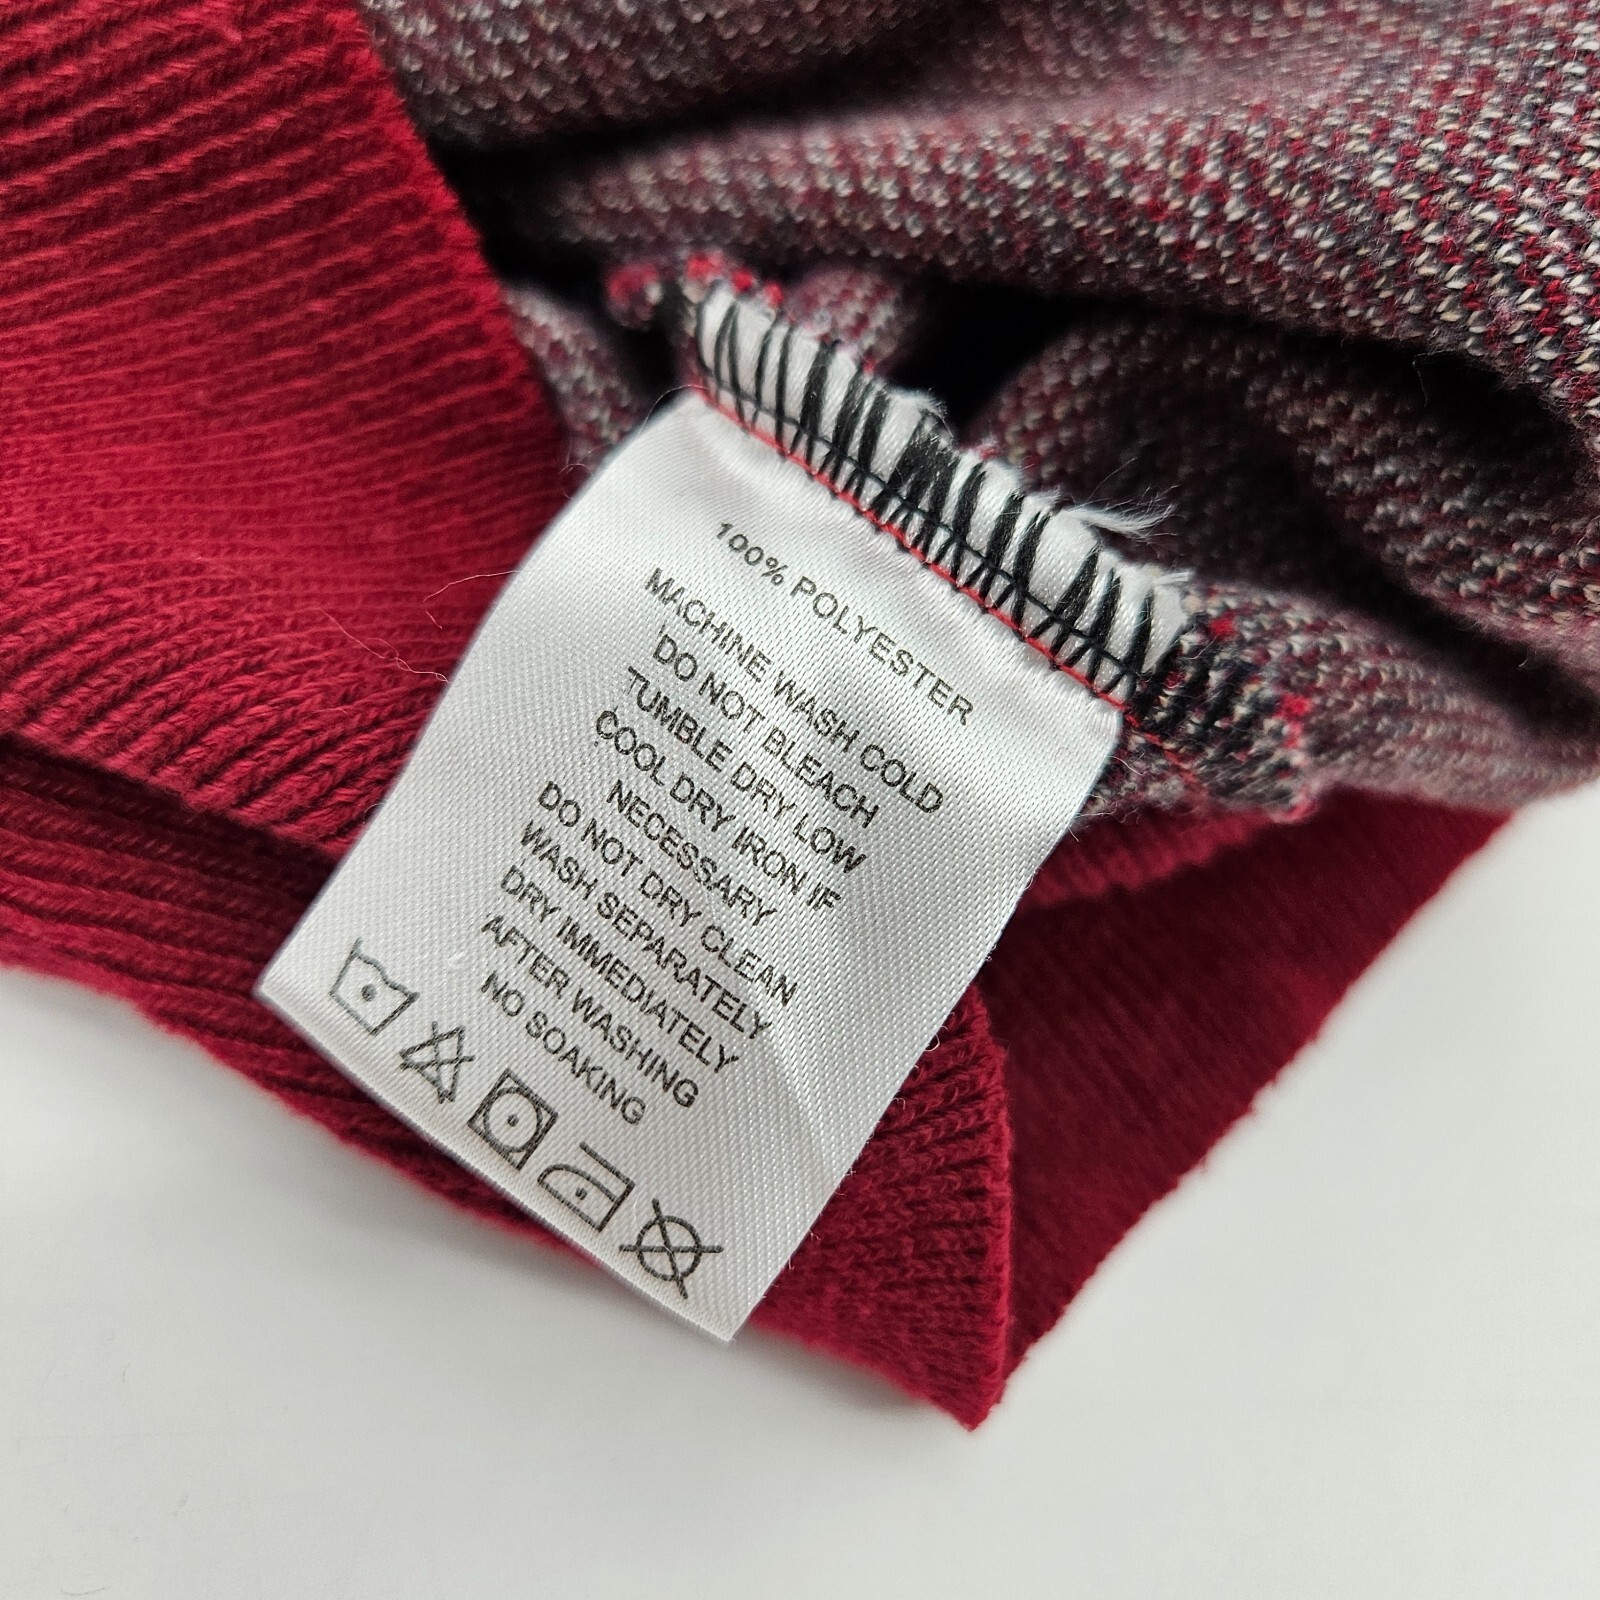 100% POLYESTER
MACHINE WASH COLD
DO NOT BLEACH
TUMBLE DRY LOW
COOL DRY IRON IF
NECESSARY
DO NOT DRY CLEAN
WASH SEPARATELY
DRY IMMEDIATELY
AFTER WASHING
NO SOAKING